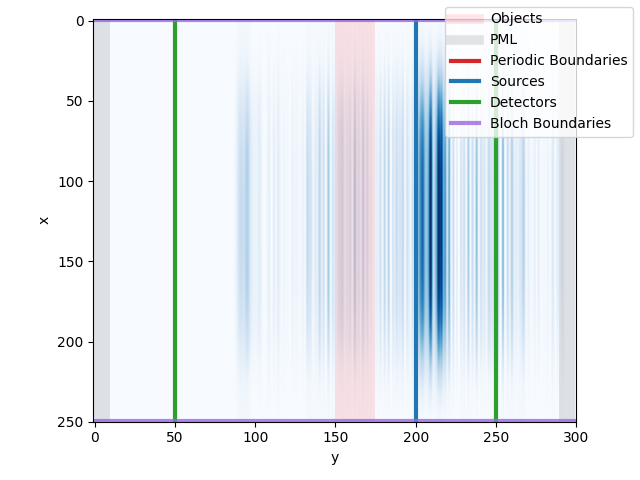 Objects
PML
Periodic Boundaries
Sources
Detectors
Bloch Boundaries
0
50
100
150
200
250
x
0
50
100
150
200
250
300
y